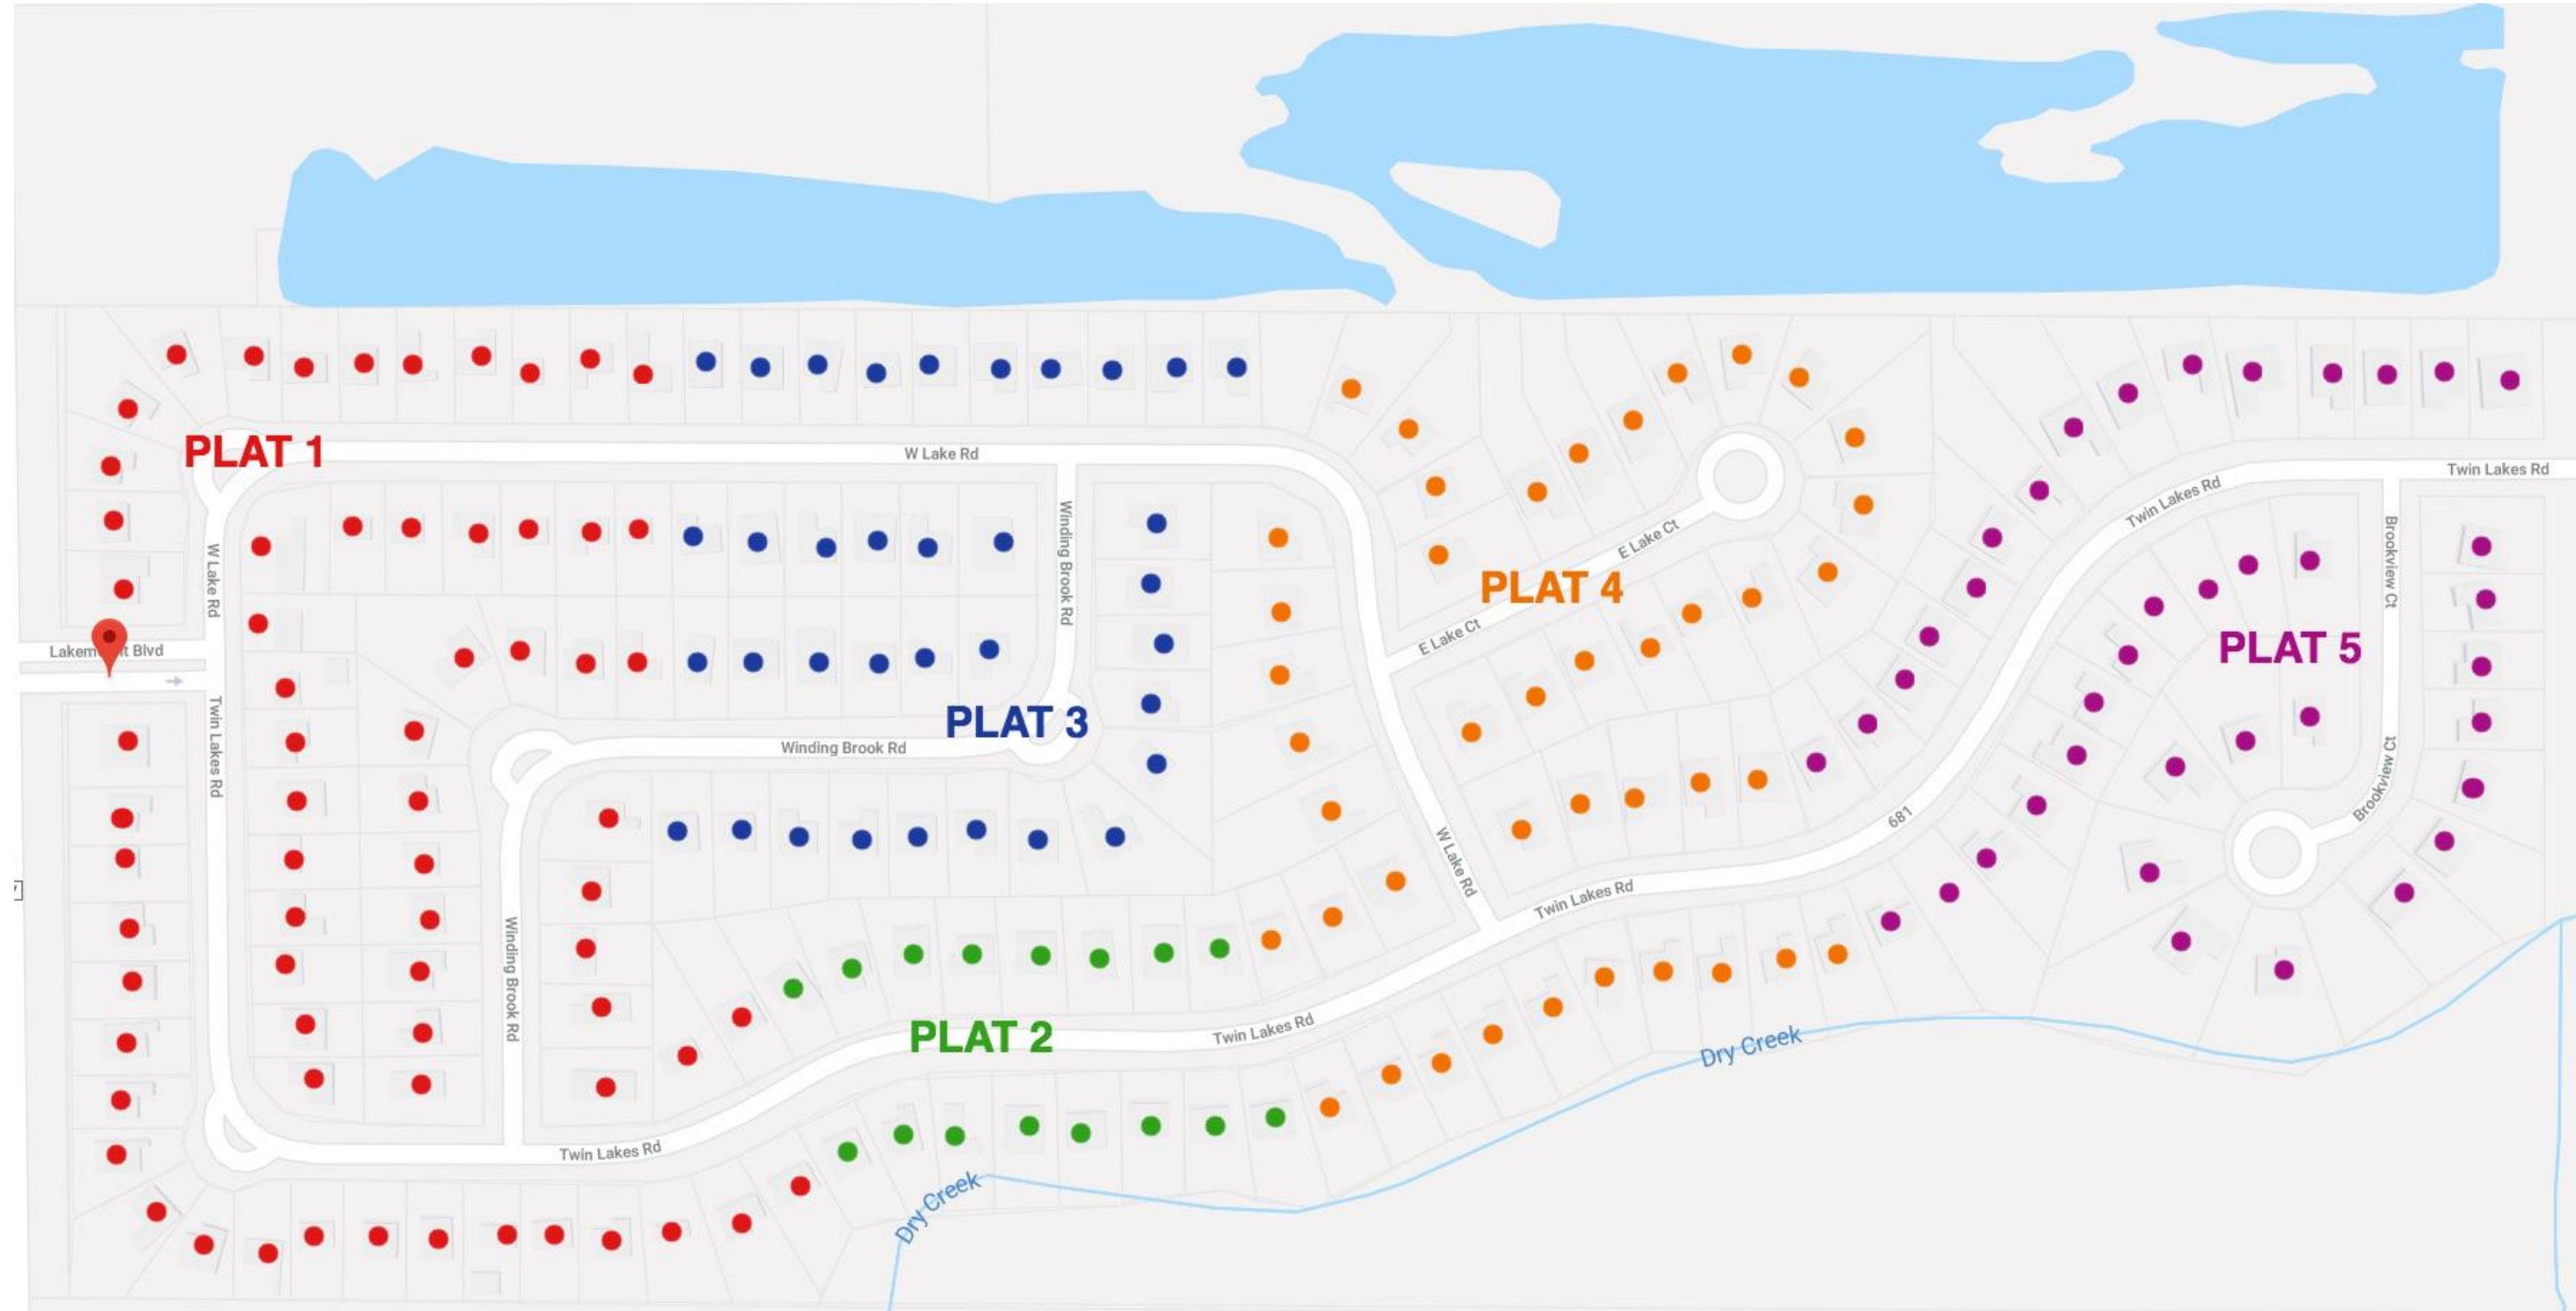 PLAT 1
W Lake Rd
Twin Lakes Rd
Winding Brook Rd
Twin Lakes Rd
Brookview Ct
E Lake Ct
W Lake Rd
PLAT 4
E Lake Ct
PLAT 5
Lakem
t Blvd
Twin Lakes Rd
PLAT 3
Winding Brook Rd
Brookview Ct
681
W Lake Rd
Twin Lakes Rd
Winding Brook Rd
PLAT 2
Twin Lakes Rd
Dry Creek
Twin Lakes Rd
Dry Creek